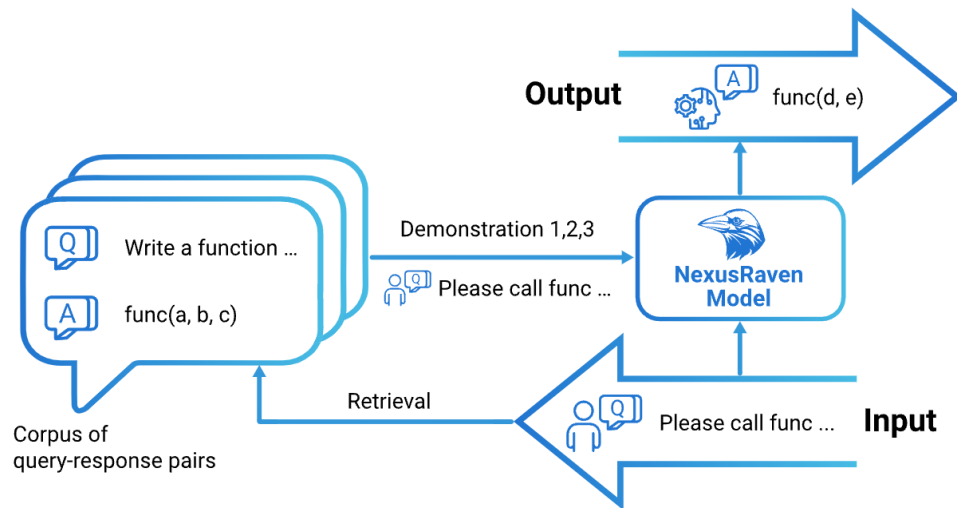 Output
A
func(d, e)
Q
Write a function ...
A
func(a, b, c)
Demonstration 1,2,3
Q
Please call func ...
NexusRaven
Model
Retrieval
Q
Please call func ...
Input
Corpus of
query-response pairs